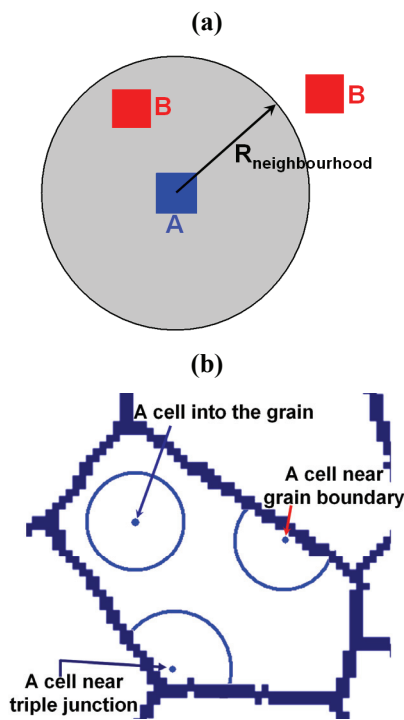 (a)
B
B
R neighbourhood
A
(b)
A cell into the grain
A cell near
grain boundary
A cell near
triple junction